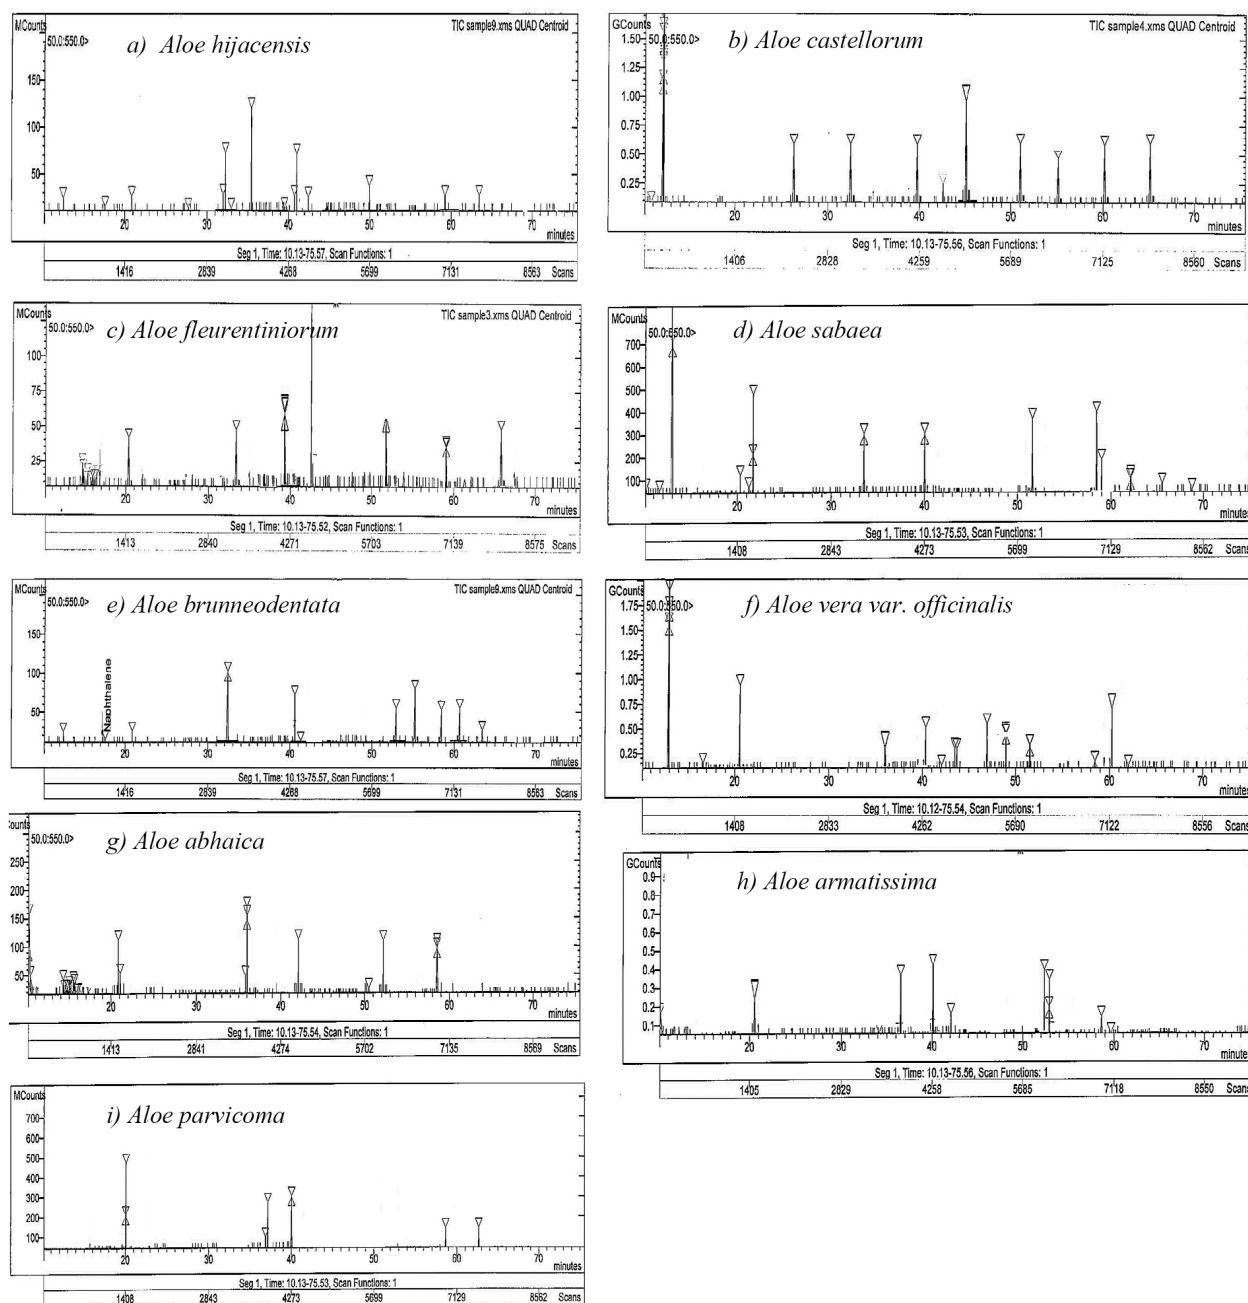 MCounts
TIC sample9.xms QUAD Centroid
50.0:550.0>
a) Aloe hijacensis
150
100
50
20 30 40 50 60 70
minutes
Seg 1, Time: 10.13-75.57, Scan Functions: 1
1416 2839 4268 5699 7131 8563 Scans
GCounts
TIC sample4.xms QUAD Centroid
50.0:550.0>
b) Aloe castellorum
1.50
1.25
1.00
0.75
0.50
0.25
20 30 40 50 60 70
minutes
Seg 1, Time: 10.13-75.56, Scan Functions: 1
1406 2828 4259 5689 7125 8560 Scans
MCounts
TIC sample3.xms QUAD Centroid
50.0:550.0>
c) Aloe fleurentiniorum
100
75
50
25
20 30 40 50 60 70
minutes
Seg 1, Time: 10.13-75.52, Scan Functions: 1
1413 2840 4271 5703 7139 8575 Scans
MCounts
50.0:550.0>
d) Aloe sabaea
700
600
500
400
300
200
100
20 30 40 50 60 70
minutes
Seg 1, Time: 10.13-75.53, Scan Functions: 1
1408 2843 4273 5699 7129 8562 Scans
MCounts
TIC sample9.xms QUAD Centroid
50.0:550.0>
e) Aloe brunneodentata
150
100
50
Naphthalene
20 30 40 50 60 70
minutes
Seg 1, Time: 10.13-75.57, Scan Functions: 1
1416 2839 4268 5699 7131 8563 Scans
GCounts
50.0:550.0>
f) Aloe vera var. officinalis
1.75
1.50
1.25
1.00
0.75
0.50
0.25
20 30 40 50 60 70
minutes
Seg 1, Time: 10.12-75.54, Scan Functions: 1
1408 2833 4262 5690 7122 8556 Scans
50.0:550.0>
g) Aloe abhaica
250
200
150
100
50
20 30 40 50 60 70
minutes
Seg 1, Time: 10.13-75.54, Scan Functions: 1
1413 2841 4274 5702 7135 8569 Scans
GCounts
h) Aloe armatissima
0.9
0.8
0.7
0.6
0.5
0.4
0.3
0.2
0.1
20 30 40 50 60 70
minutes
Seg 1, Time: 10.13-75.56, Scan Functions: 1
1405 2829 4258 5685 7118 8550 Scans
MCounts
i) Aloe parvicoma
700
600
500
400
300
200
100
20 30 40 50 60 70
minutes
Seg 1, Time: 10.13-75.53, Scan Functions: 1
1408 2843 4273 5699 7129 8562 Scans